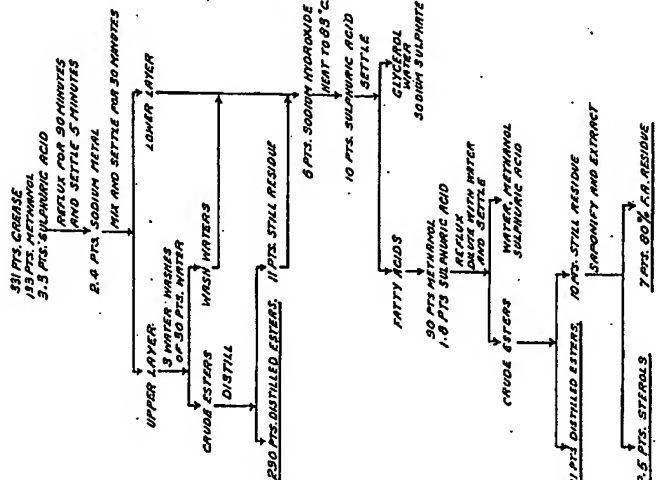 331 PTS. GREASE
133 PTS. METHANOL
3.3 PTS. SULPHURIC ACID
REFLUX FOR 90 MINUTES
AND SETTLE 5 MINUTES
2.4 PTS. SODIUM METAL
MIX AND SETTLE FOR 30 MINUTES
UPPER LAYER
LOWER LAYER
3 WATER WASHES
OF 30 PTS. WATER
CRUDE ESTERS
WASH WATERS
DISTILL
290 PTS. DISTILLED ESTERS.
11 PTS. STILL RESIDUE
6 PTS. SODIUM HYDROXIDE
HEAT TO 85°C.
10 PTS. SULPHURIC ACID
SETTLE
FATTY ACIDS
GLYCEROL
WATER
SODIUM SULPHATE
90 PTS METHANOL
1.8 PTS SULPHURIC ACID
REFLUX
DILUTE WITH WATER
AND SETTLE
CRUDE ESTERS
WATER, METHANOL
SULPHURIC ACID
PTS DISTILLED ESTERS.
10 PTS. STILL RESIDUE
SAPONIFY AND EXTRACT
PTS. STEROLS
7 PTS. 80% F.A. RESIDUE